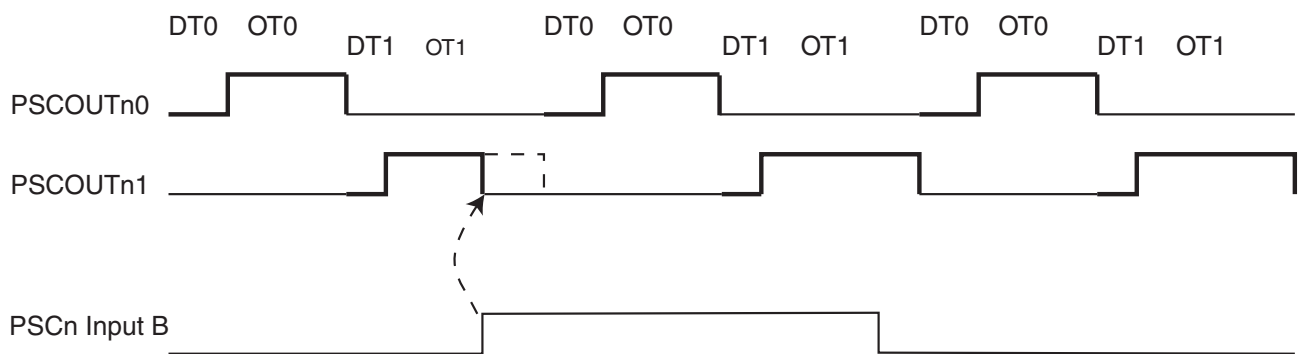 DT0 OT0 DT0 OT0 DT0 OT0
DT1 OT1 DT1 OT1 DT1 OT1
PSCOUTn0
PSCOUTn1
PSCn Input B